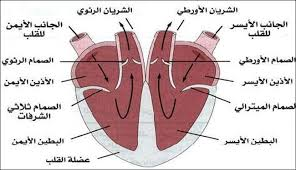 الشريان الأورطي
الشريان الرئوي
الجانب الأيسر
للقلب
الجانب الأيمن
للقلب
الصمام الأورطي
الصمام الرئوي
الأذين الأيسر
الأذين الأيمن
الصمام الميترالي
الصمام ثلاثي
الشرفات
البطين الأيسر
البطين الأيمن
عضلة القلب